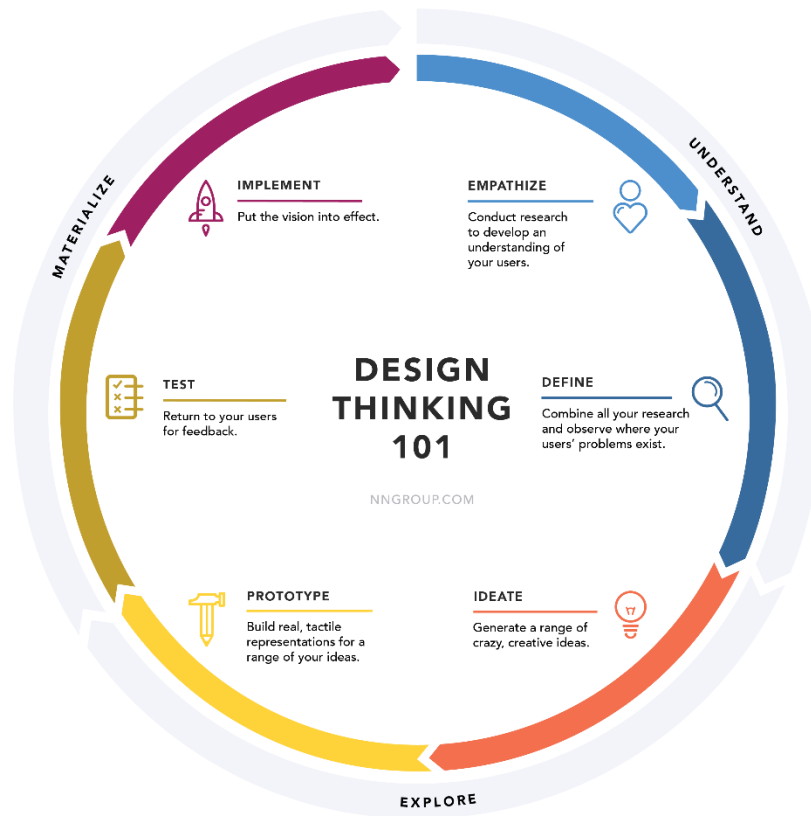 DESIGN
THINKING
101
NNGROUP.COM
UNDERSTAND
EMPATHIZE
Conduct research
to develop an
understanding of
your users.
DEFINE
Combine all your research
and observe where your
users’ problems exist.
EXPLORE
IDEATE
Generate a range of
crazy, creative ideas.
PROTOTYPE
Build real, tactile
representations for a
range of your ideas.
MATERIALIZE
TEST
Return to your users
for feedback.
IMPLEMENT
Put the vision into effect.